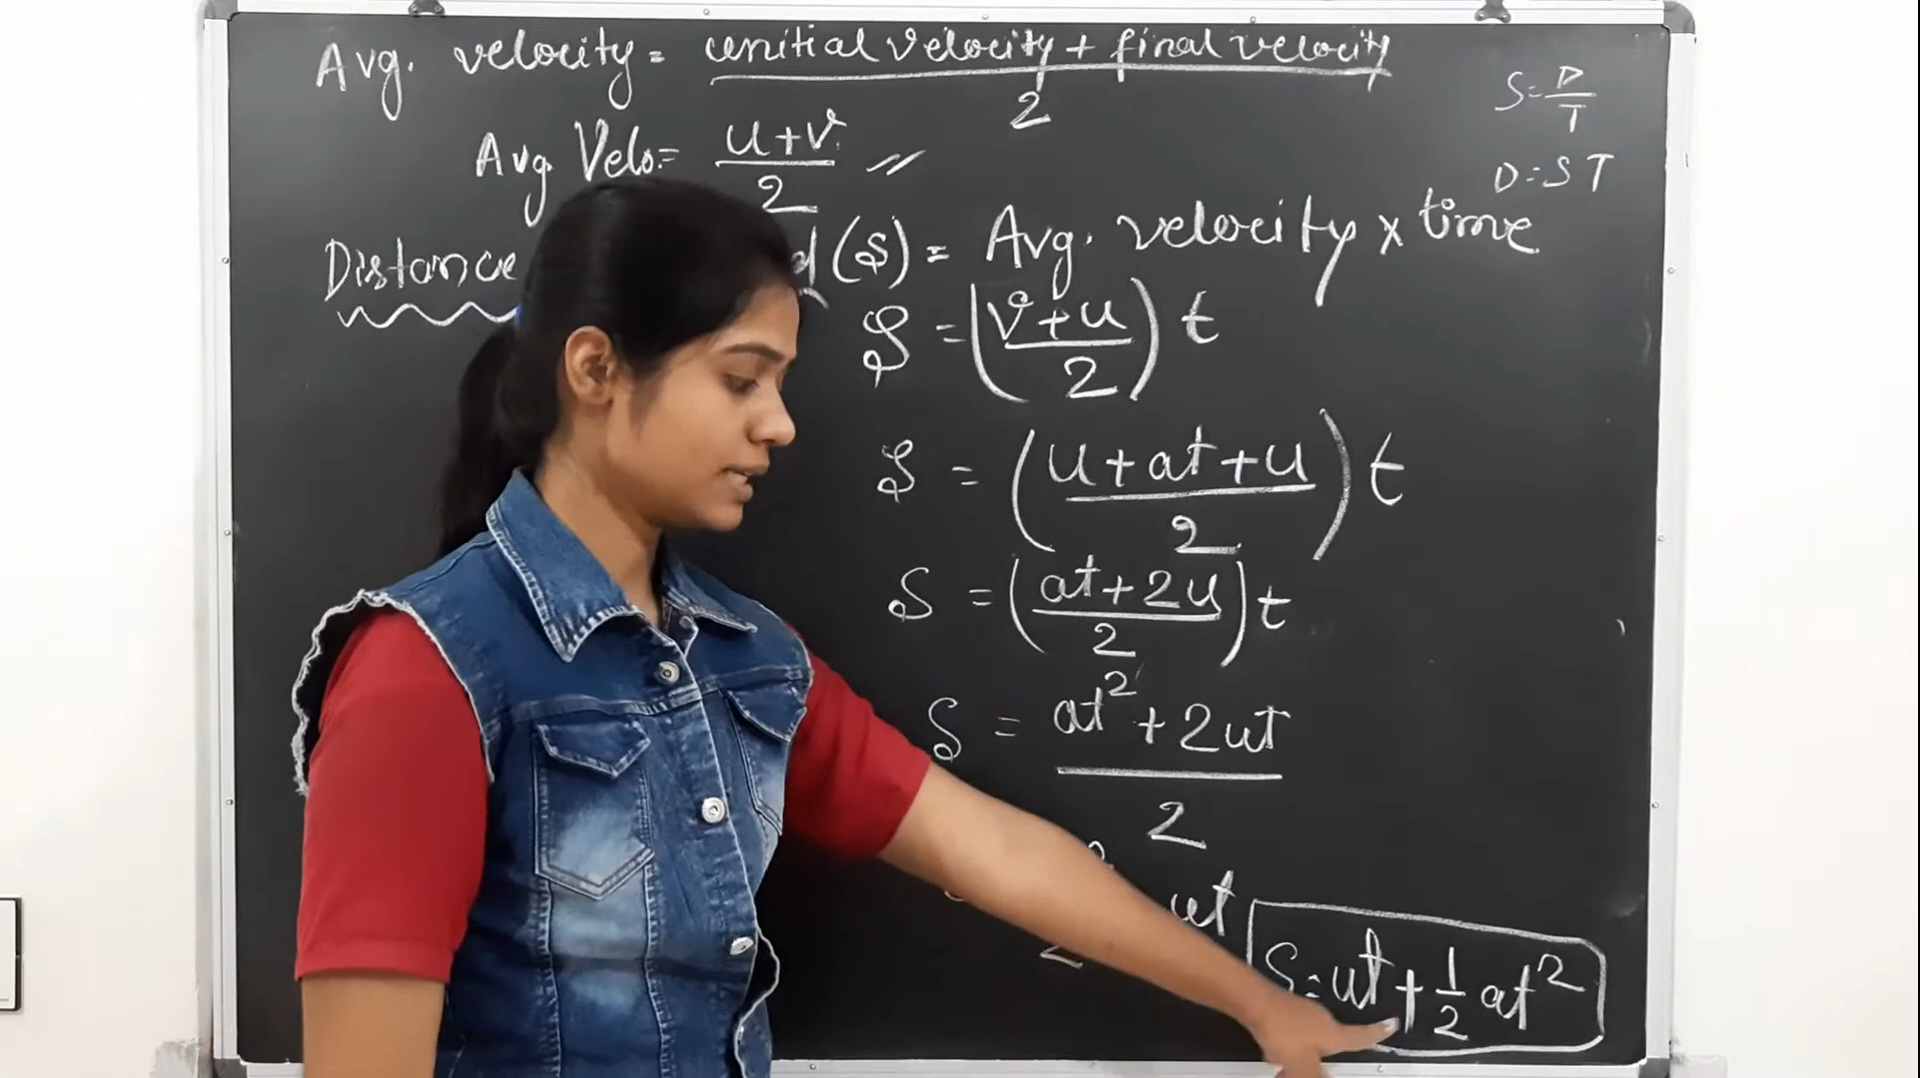 Avg. velocity = initial velocity + final velocity / 2
S = D/T
Avg Velo. = u+v/2
D = S T
Distance d (S) = Avg. velocity × time
S = (v+u/2) t
S = (u+at+u/2) t
S = (at+2u/2) t
S = at²+2ut/2
ut
S = ut + 1/2 at²